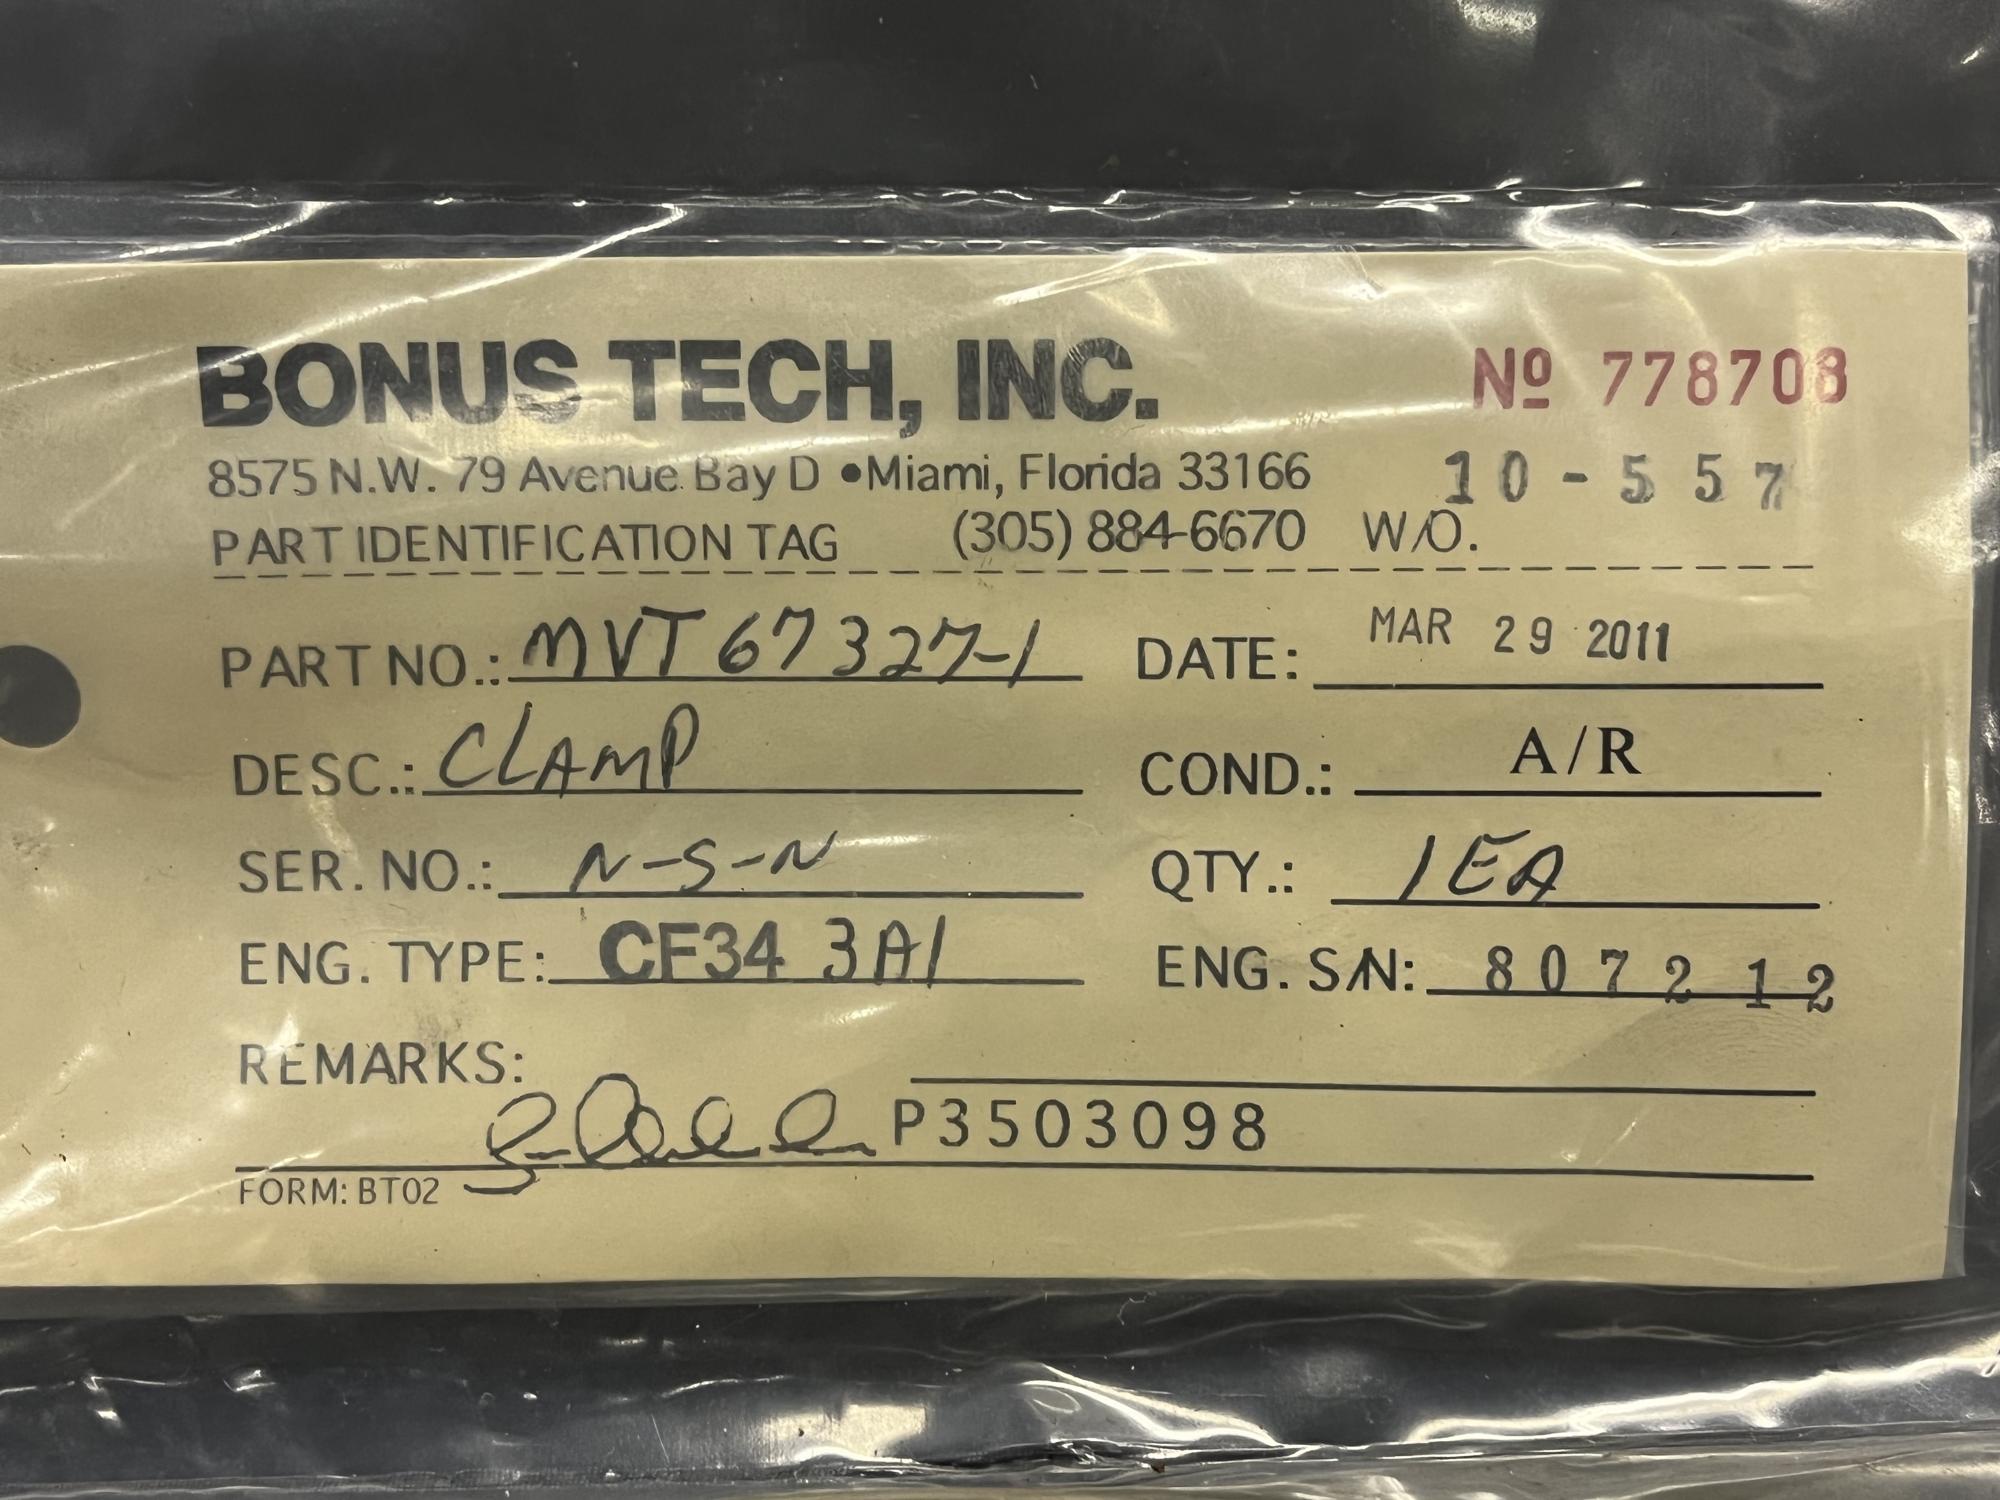 BONUS TECH, INC. Nº 778708
8575 N.W. 79 Avenue Bay D •Miami, Florida 33166 10-557
PART IDENTIFICATION TAG (305) 884-6670 W/O.
PART NO.: MVT67327-1 DATE: MAR 29 2011
DESC.: CLAMP COND.: A/R
SER. NO.: N-S-N QTY.: 1EA
ENG. TYPE: CF34 3A1 ENG. S/N: 807212
REMARKS:
P3503098
FORM: BT02